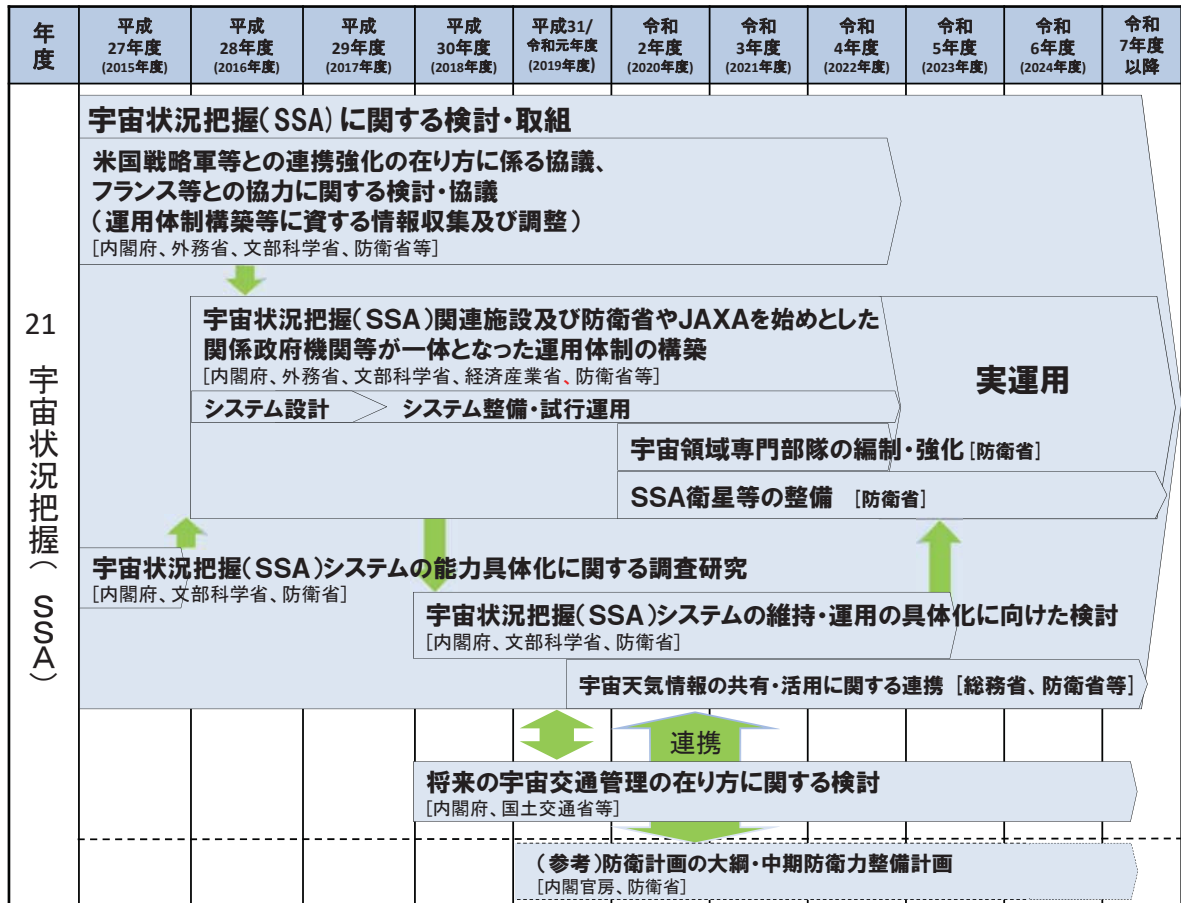 年度
平成
27年度
(2015年度)
平成
28年度
(2016年度)
平成
29年度
(2017年度)
平成
30年度
(2018年度)
平成31/
令和元年度
(2019年度)
令和
2年度
(2020年度)
令和
3年度
(2021年度)
令和
4年度
(2022年度)
令和
5年度
(2023年度)
令和
6年度
(2024年度)
令和
7年度
以降
21 宇宙状況把握(SSA)
宇宙状況把握(SSA)に関する検討・取組
米国戦略軍等との連携強化の在り方に係る協議、
フランス等との協力に関する検討・協議
(運用体制構築等に資する情報収集及び調整)
[内閣府、外務省、文部科学省、防衛省等]
宇宙状況把握(SSA)関連施設及び防衛省やJAXAを始めとした
関係政府機関等が一体となった運用体制の構築
[内閣府、外務省、文部科学省、経済産業省、防衛省等]
実運用
システム設計
システム整備・試行運用
宇宙領域専門部隊の編制・強化 [防衛省]
SSA衛星等の整備 [防衛省]
宇宙状況把握(SSA)システムの能力具体化に関する調査研究
[内閣府、文部科学省、防衛省]
宇宙状況把握(SSA)システムの維持・運用の具体化に向けた検討
[内閣府、文部科学省、防衛省]
宇宙天気情報の共有・活用に関する連携 [総務省、防衛省等]
連携
将来の宇宙交通管理の在り方に関する検討
[内閣府、国土交通省等]
(参考)防衛計画の大綱・中期防衛力整備計画
[内閣官房、防衛省]